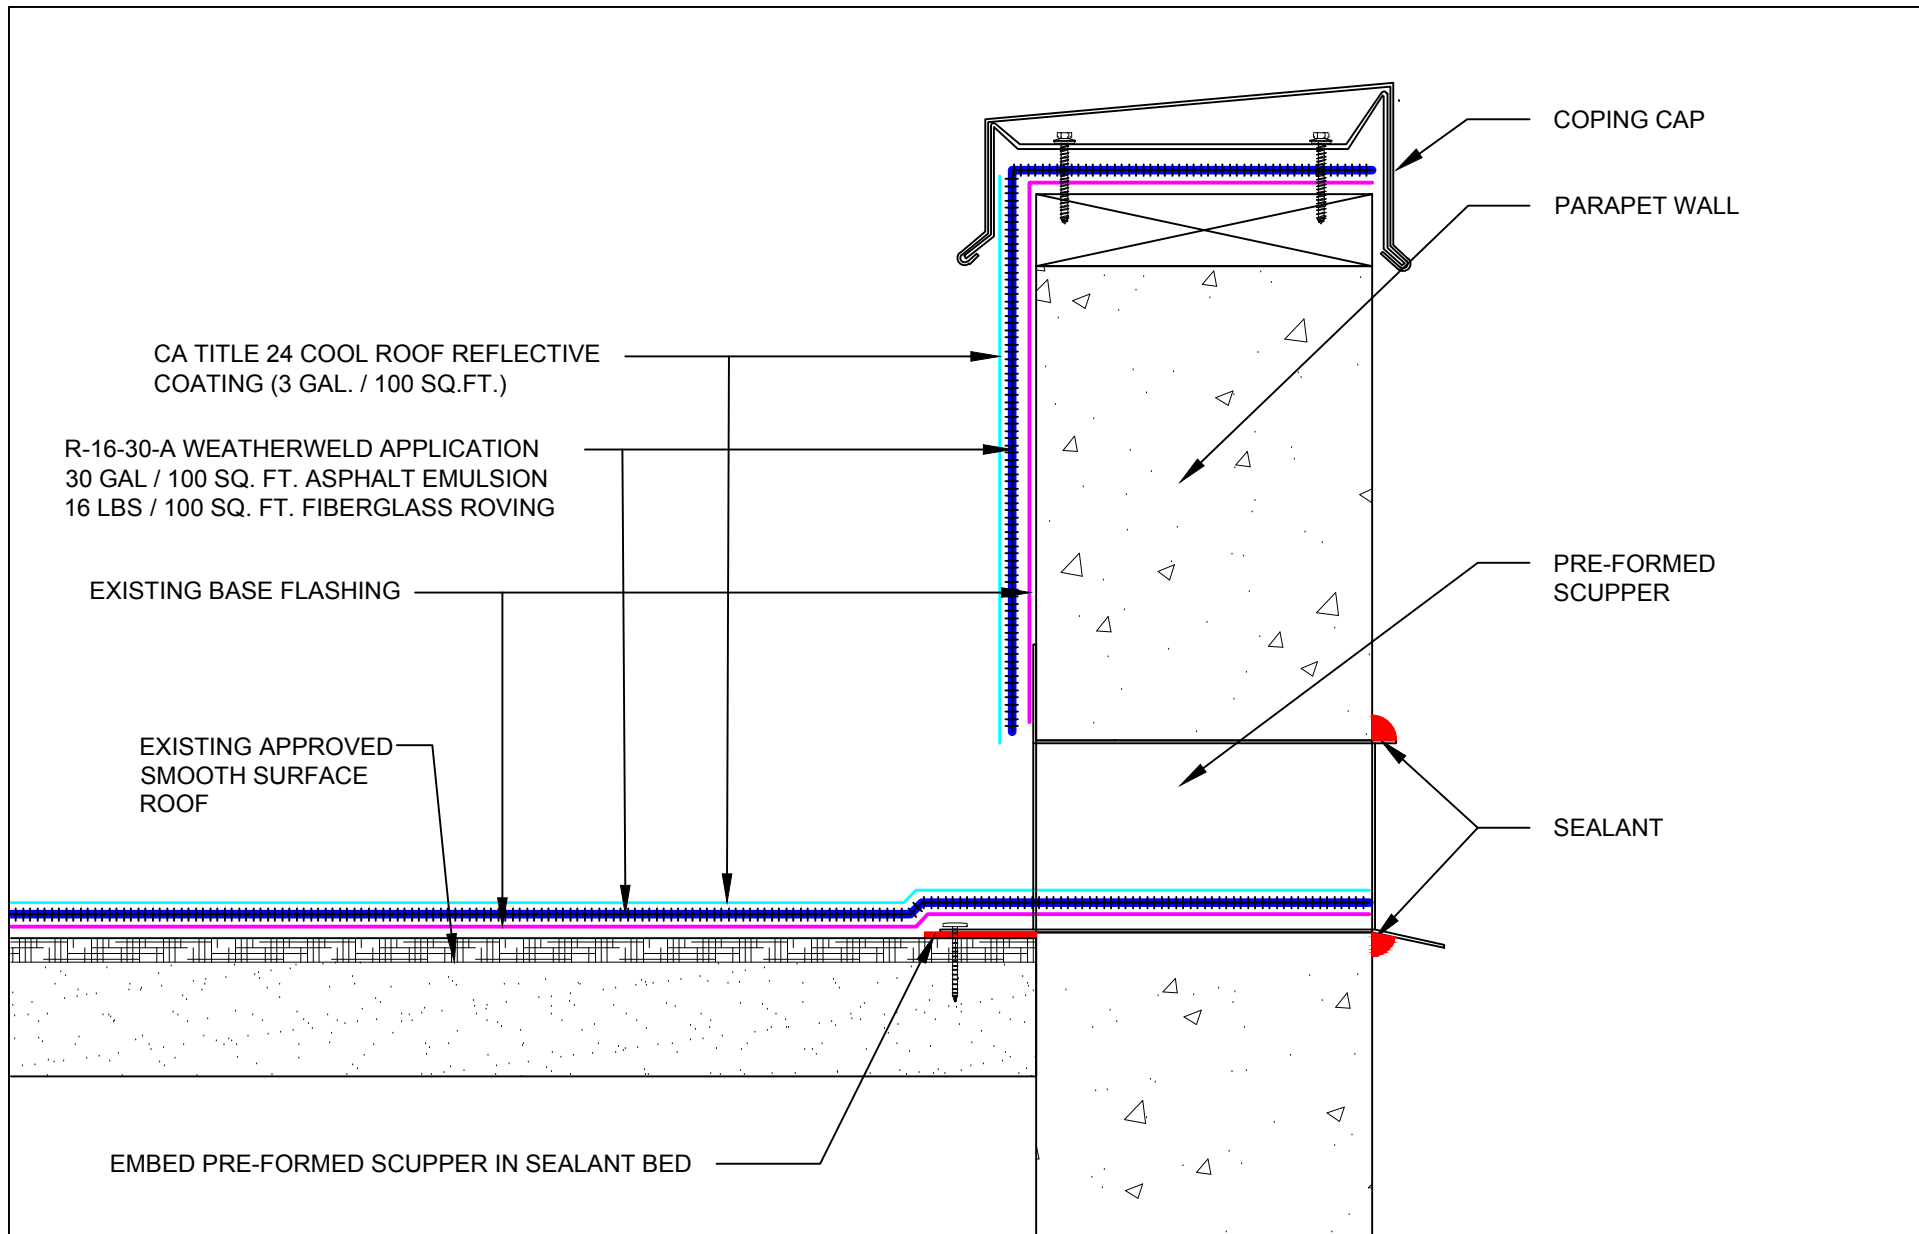 COPING CAP
PARAPET WALL
CA TITLE 24 COOL ROOF REFLECTIVE
COATING (3 GAL. / 100 SQ.FT.)
R-16-30-A WEATHERWELD APPLICATION
30 GAL / 100 SQ. FT. ASPHALT EMULSION
16 LBS / 100 SQ. FT. FIBERGLASS ROVING
PRE-FORMED
SCUPPER
EXISTING BASE FLASHING
EXISTING APPROVED
SMOOTH SURFACE
ROOF
SEALANT
EMBED PRE-FORMED SCUPPER IN SEALANT BED